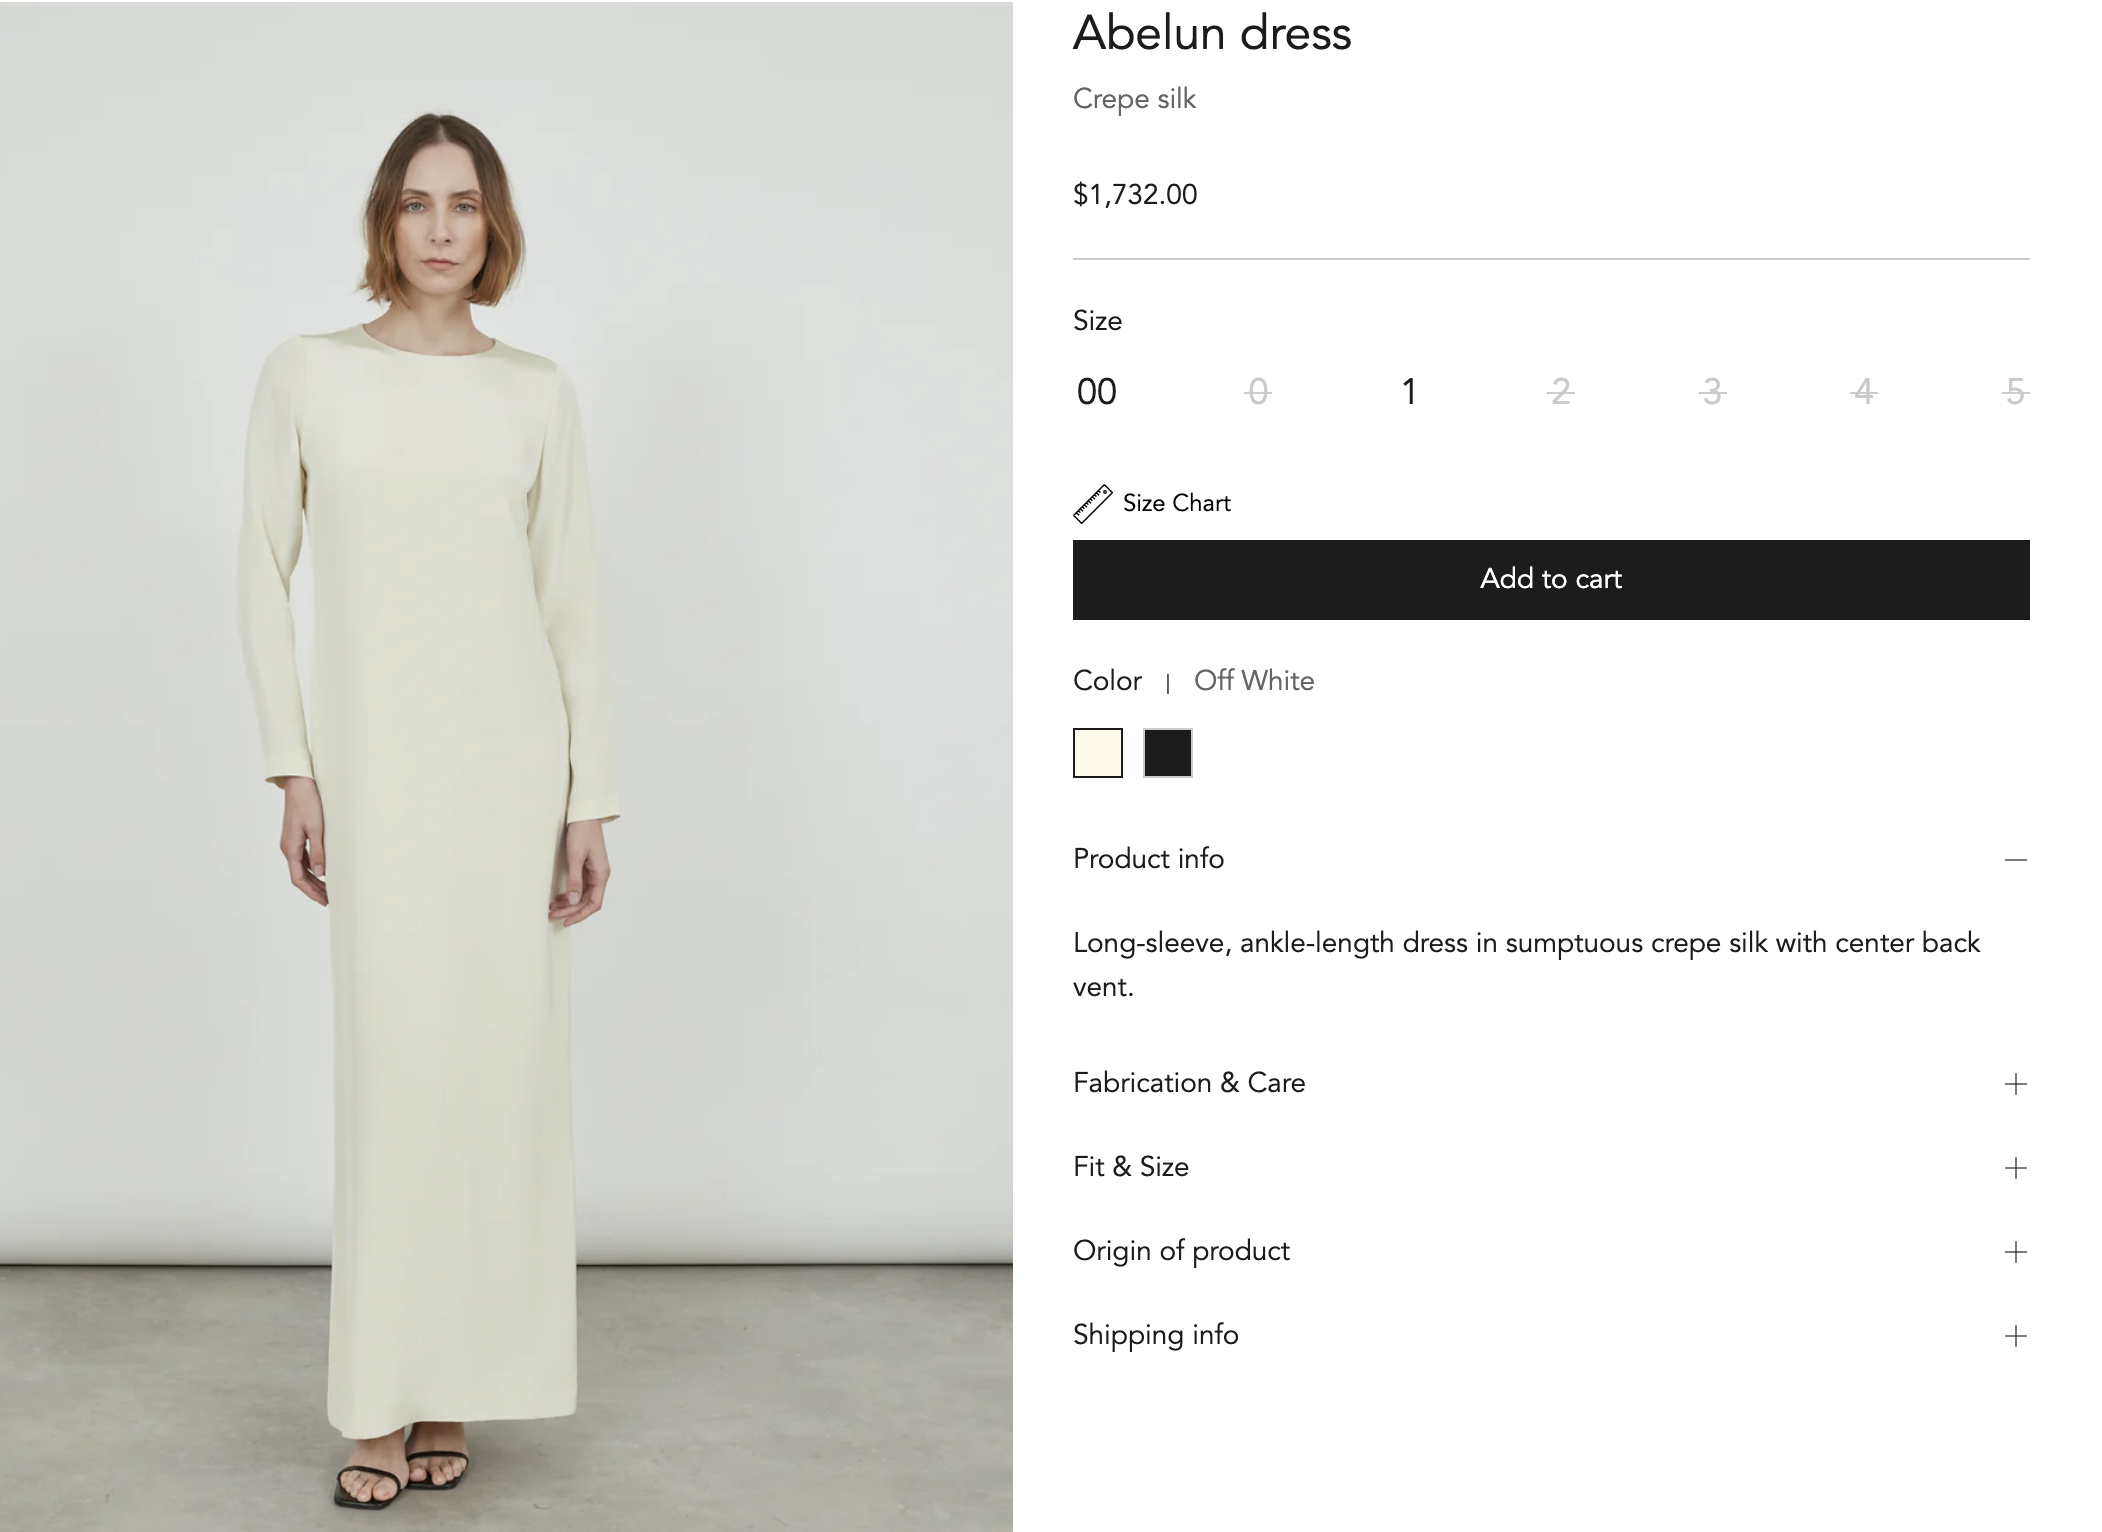 Abelun dress
Crepe silk
$1,732.00
Size
00 0 1 2 3 4 5
Size Chart
Add to cart
Color | Off White
Product info
Long-sleeve, ankle-length dress in sumptuous crepe silk with center back
vent.
Fabrication & Care
Fit & Size
Origin of product
Shipping info